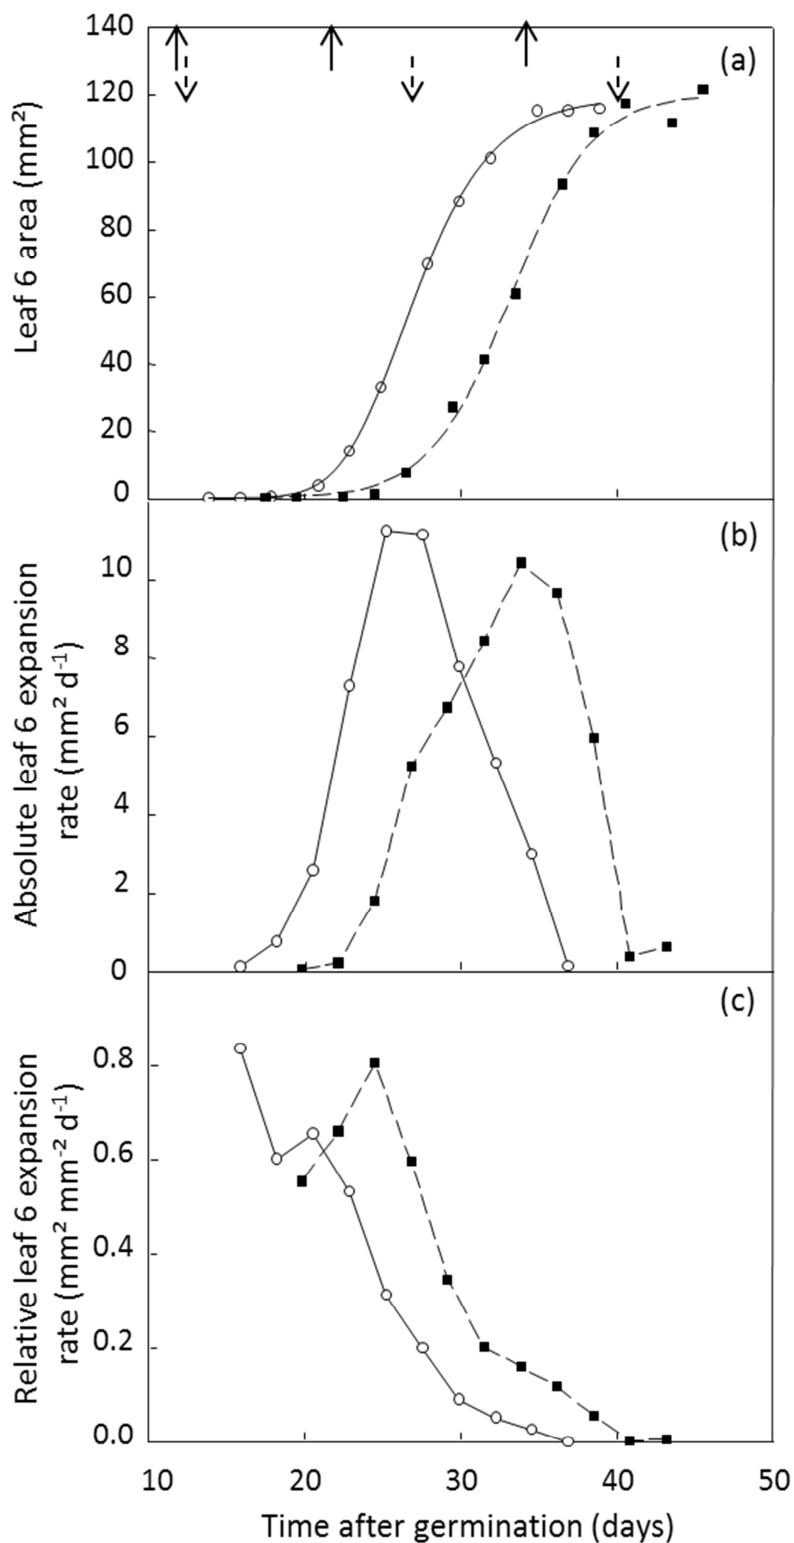 140
(a)
120
100
80
60
40
20
0
Leaf 6 area (mm²)
(b)
10
8
6
4
2
0
Absolute leaf 6 expansion
rate (mm² d⁻¹)
(c)
0.8
0.6
0.4
0.2
0.0
Relative leaf 6 expansion
rate (mm² mm⁻² d⁻¹)
10 20 30 40 50
Time after germination (days)